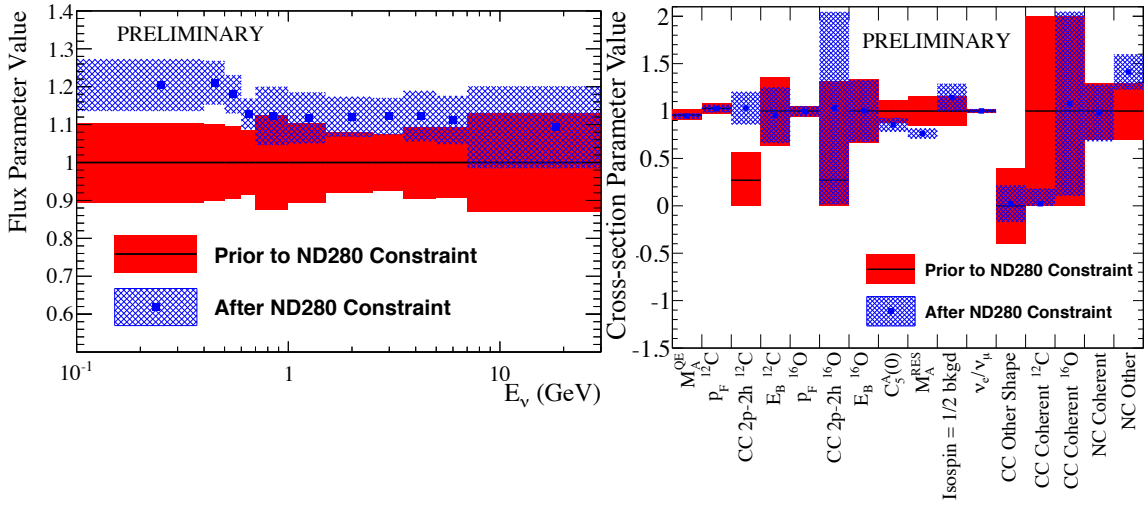 PRELIMINARY
Flux Parameter Value
1.4
1.3
1.2
1.1
1
0.9
0.8
0.7
0.6
Prior to ND280 Constraint
After ND280 Constraint
10⁻¹
1
10
E_ν (GeV)
PRELIMINARY
Cross-section Parameter Value
2
1.5
1
0.5
0
-0.5
-1
-1.5
Prior to ND280 Constraint
After ND280 Constraint
M_A^QE
p_F ¹²C
CC 2p-2h ¹²C
E_B ¹²C
p_F ¹⁶O
CC 2p-2h ¹⁶O
E_B ¹⁶O
C_5^A(0)
M_A^RES
Isospin = 1/2 bkgd
ν_e/ν_μ
CC Other Shape
CC Coherent ¹²C
CC Coherent ¹⁶O
NC Coherent
NC Other